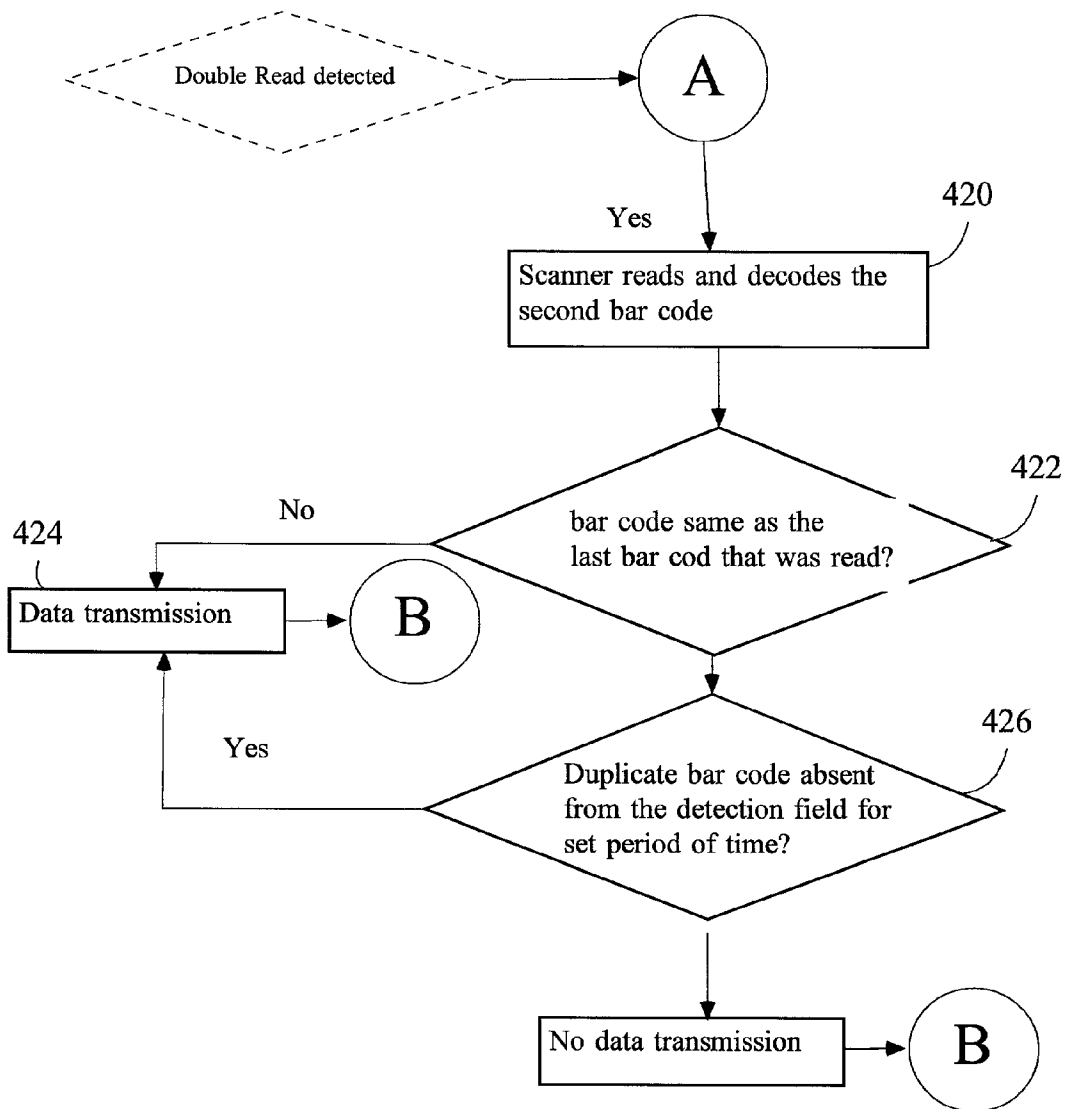 Double Read detected
A
Yes
420
Scanner reads and decodes the
second bar code
422
bar code same as the
last bar cod that was read?
No
424
Data transmission
B
Yes
426
Duplicate bar code absent
from the detection field for
set period of time?
No data transmission
B